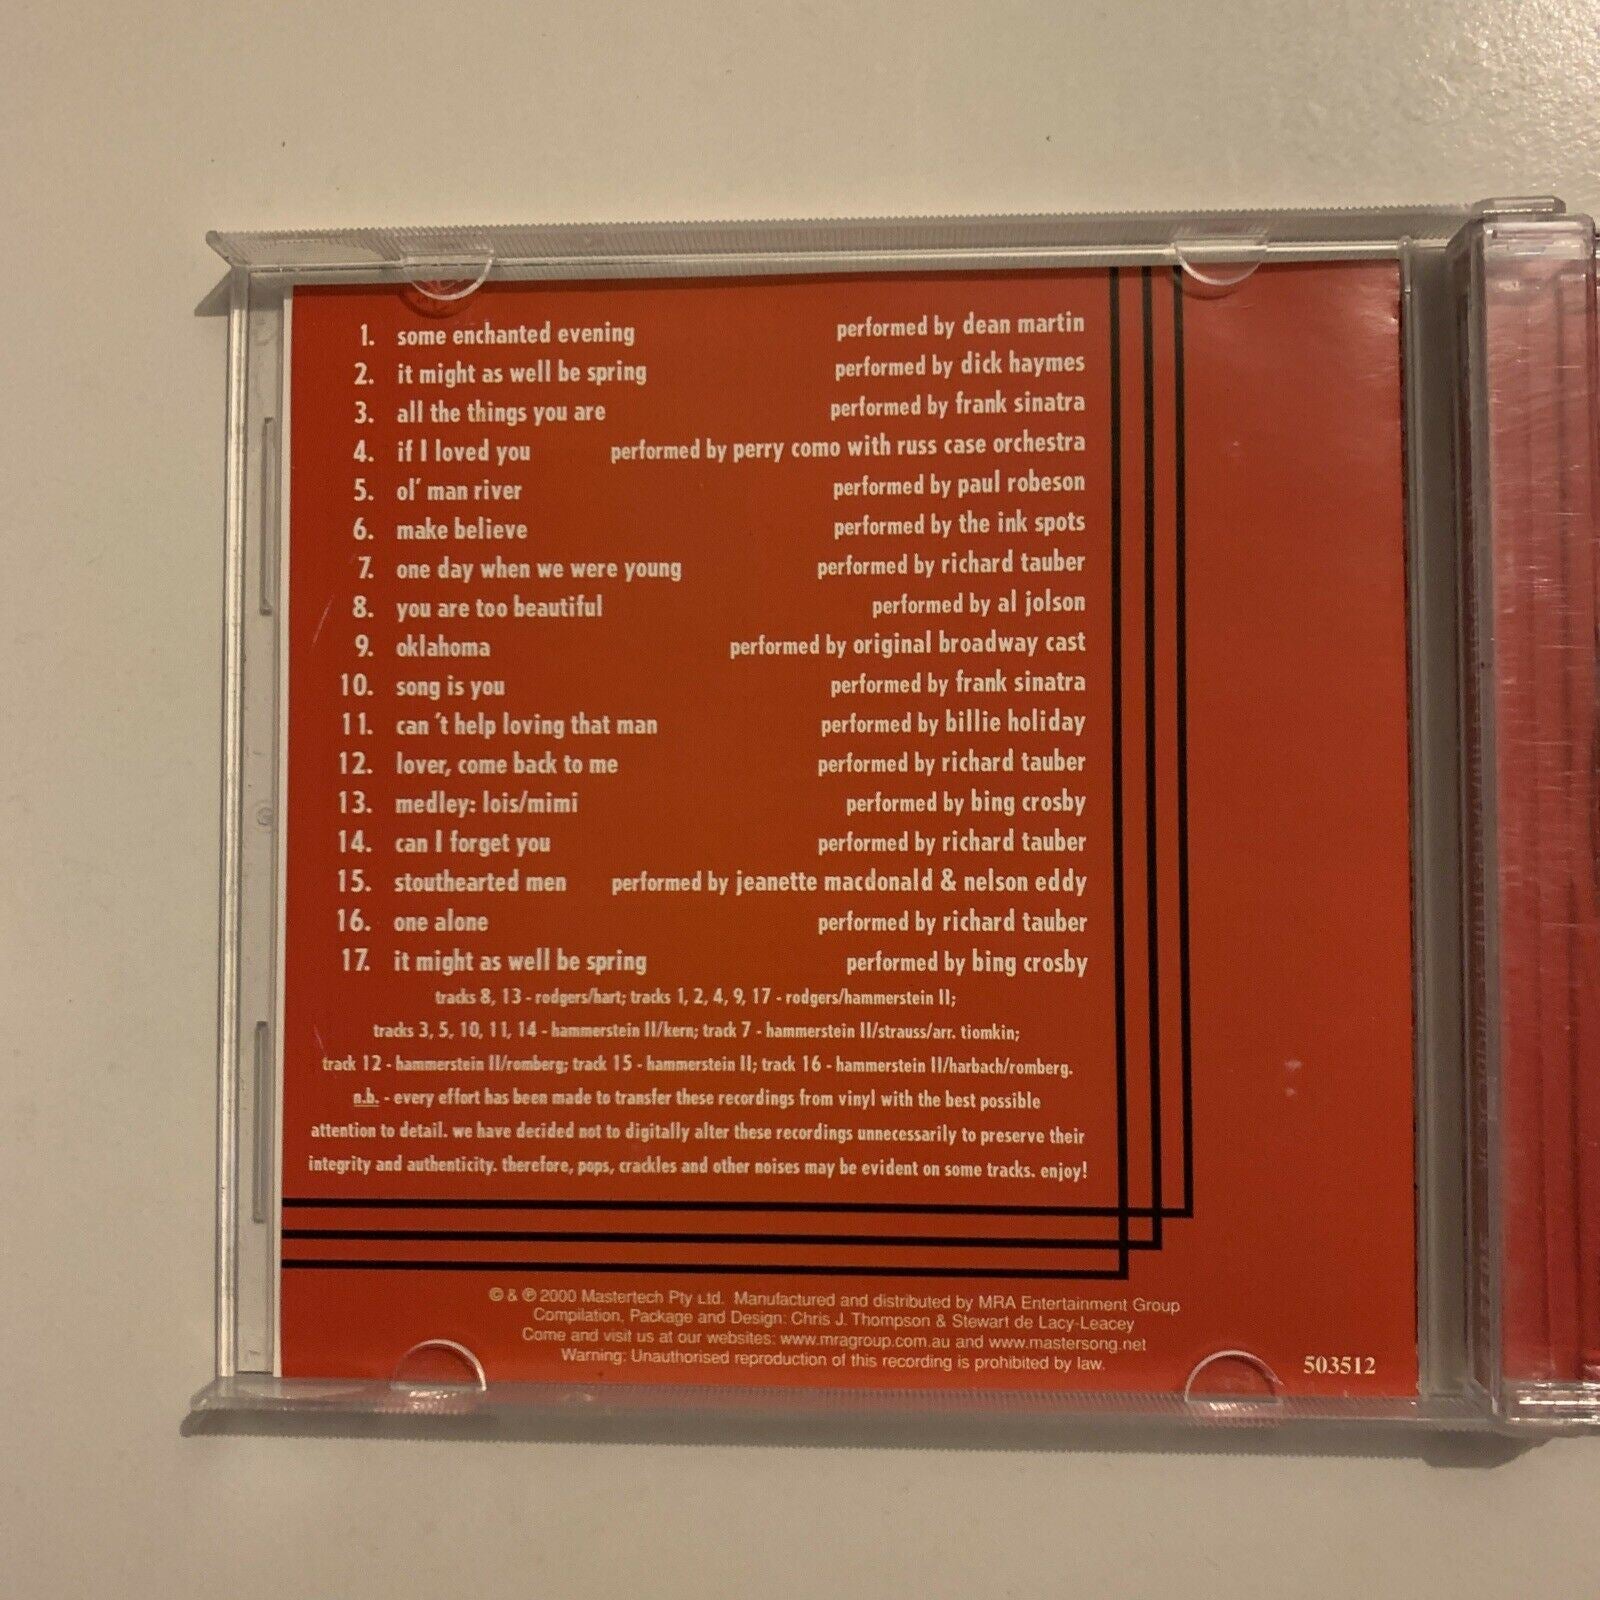 1. some enchanted evening performed by dean martin
2. it might as well be spring performed by dick haymes
3. all the things you are performed by frank sinatra
4. if I loved you performed by perry como with russ case orchestra
5. ol' man river performed by paul robeson
6. make believe performed by the ink spots
7. one day when we were young performed by richard tauber
8. you are too beautiful performed by al jolson
9. oklahoma performed by original broadway cast
10. song is you performed by frank sinatra
11. can 't help loving that man performed by billie holiday
12. lover, come back to me performed by richard tauber
13. medley: lois/mimi performed by bing crosby
14. can I forget you performed by richard tauber
15. stouthearted men performed by jeanette macdonald & nelson eddy
16. one alone performed by richard tauber
17. it might as well be spring performed by bing crosby
tracks 8, 13 - rodgers/hart; tracks 1, 2, 4, 9, 17 - rodgers/hammerstein II;
tracks 3, 5, 10, 11, 14 - hammerstein II/kern; track 7 - hammerstein II/strauss/arr. tiomkin;
track 12 - hammerstein II/romberg; track 15 - hammerstein II; track 16 - hammerstein II/harbach/romberg.
n.b. - every effort has been made to transfer these recordings from vinyl with the best possible
attention to detail. we have decided not to digitally alter these recordings unnecessarily to preserve their
integrity and authenticity. therefore, pops, crackles and other noises may be evident on some tracks. enjoy!
© & ℗ 2000 Mastertech Pty Ltd. Manufactured and distributed by MRA Entertainment Group
Compilation, Package and Design: Chris J. Thompson & Stewart de Lacy-Leacey
Come and visit us at our websites: www.mragroup.com.au and www.mastersong.net
Warning: Unauthorised reproduction of this recording is prohibited by law.
503512